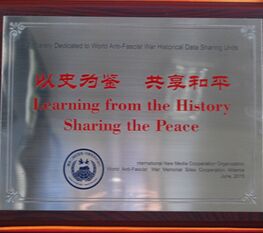 Dedicated to World Anti-Fascist War Historical Data Sharing Units
以史为鉴 共享和平
Learning from the History
Sharing the Peace
International New Media Cooperation Organization
World Anti-Fascist War Memorial Sites Cooperation Alliance
June, 2015